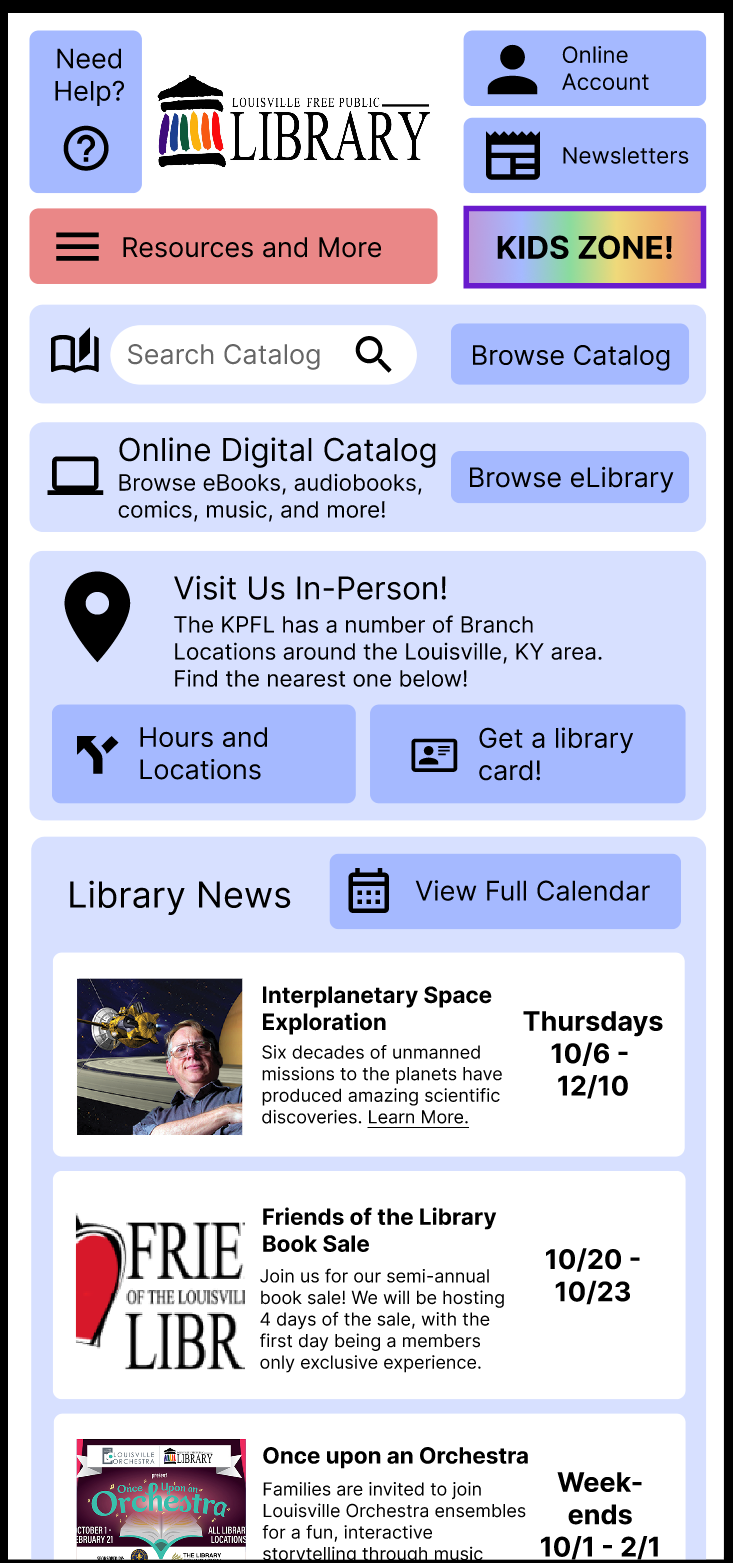 Need
Help?
LOUISVILLE FREE PUBLIC
LIBRARY
Online
Account
Newsletters
Resources and More
KIDS ZONE!
Search Catalog
Browse Catalog
Online Digital Catalog
Browse eBooks, audiobooks,
comics, music, and more!
Browse eLibrary
Visit Us In-Person!
The KPFL has a number of Branch
Locations around the Louisville, KY area.
Find the nearest one below!
Hours and
Locations
Get a library
card!
Library News
View Full Calendar
Interplanetary Space
Exploration
Six decades of unmanned
missions to the planets have
produced amazing scientific
discoveries. Learn More.
Thursdays
10/6 -
12/10
FRIE
OF THE LOUISVILI
LIBR
Friends of the Library
Book Sale
Join us for our semi-annual
book sale! We will be hosting
4 days of the sale, with the
first day being a members
only exclusive experience.
10/20 -
10/23
LOUISVILLE
ORCHESTRA
LIBRARY
present
Once Upon an
Orchestra
OCTOBER 1 -
EBRUARY 21
ALL LIBRAR
LOCATIONS
THE LIBRARY
Once upon an Orchestra
Families are invited to join
Louisville Orchestra ensembles
for a fun, interactive
storytelling through music
Week-
ends
10/1 - 2/1